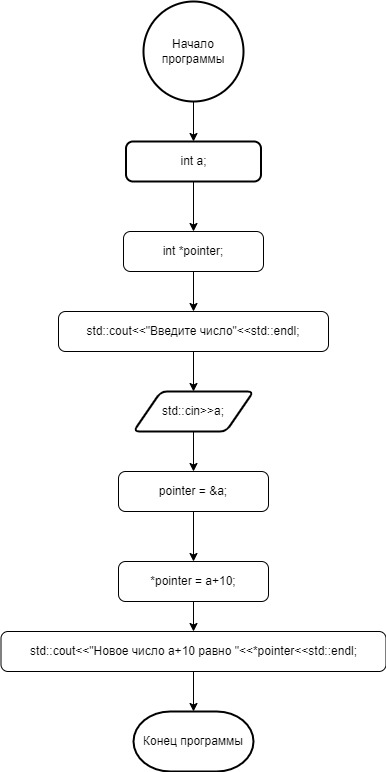 Начало
программы
int a;
int *pointer;
std::cout<<"Введите число"<<std::endl;
std::cin>>a;
pointer = &a;
*pointer = a+10;
std::cout<<"Новое число a+10 равно "<<*pointer<<std::endl;
Конец программы